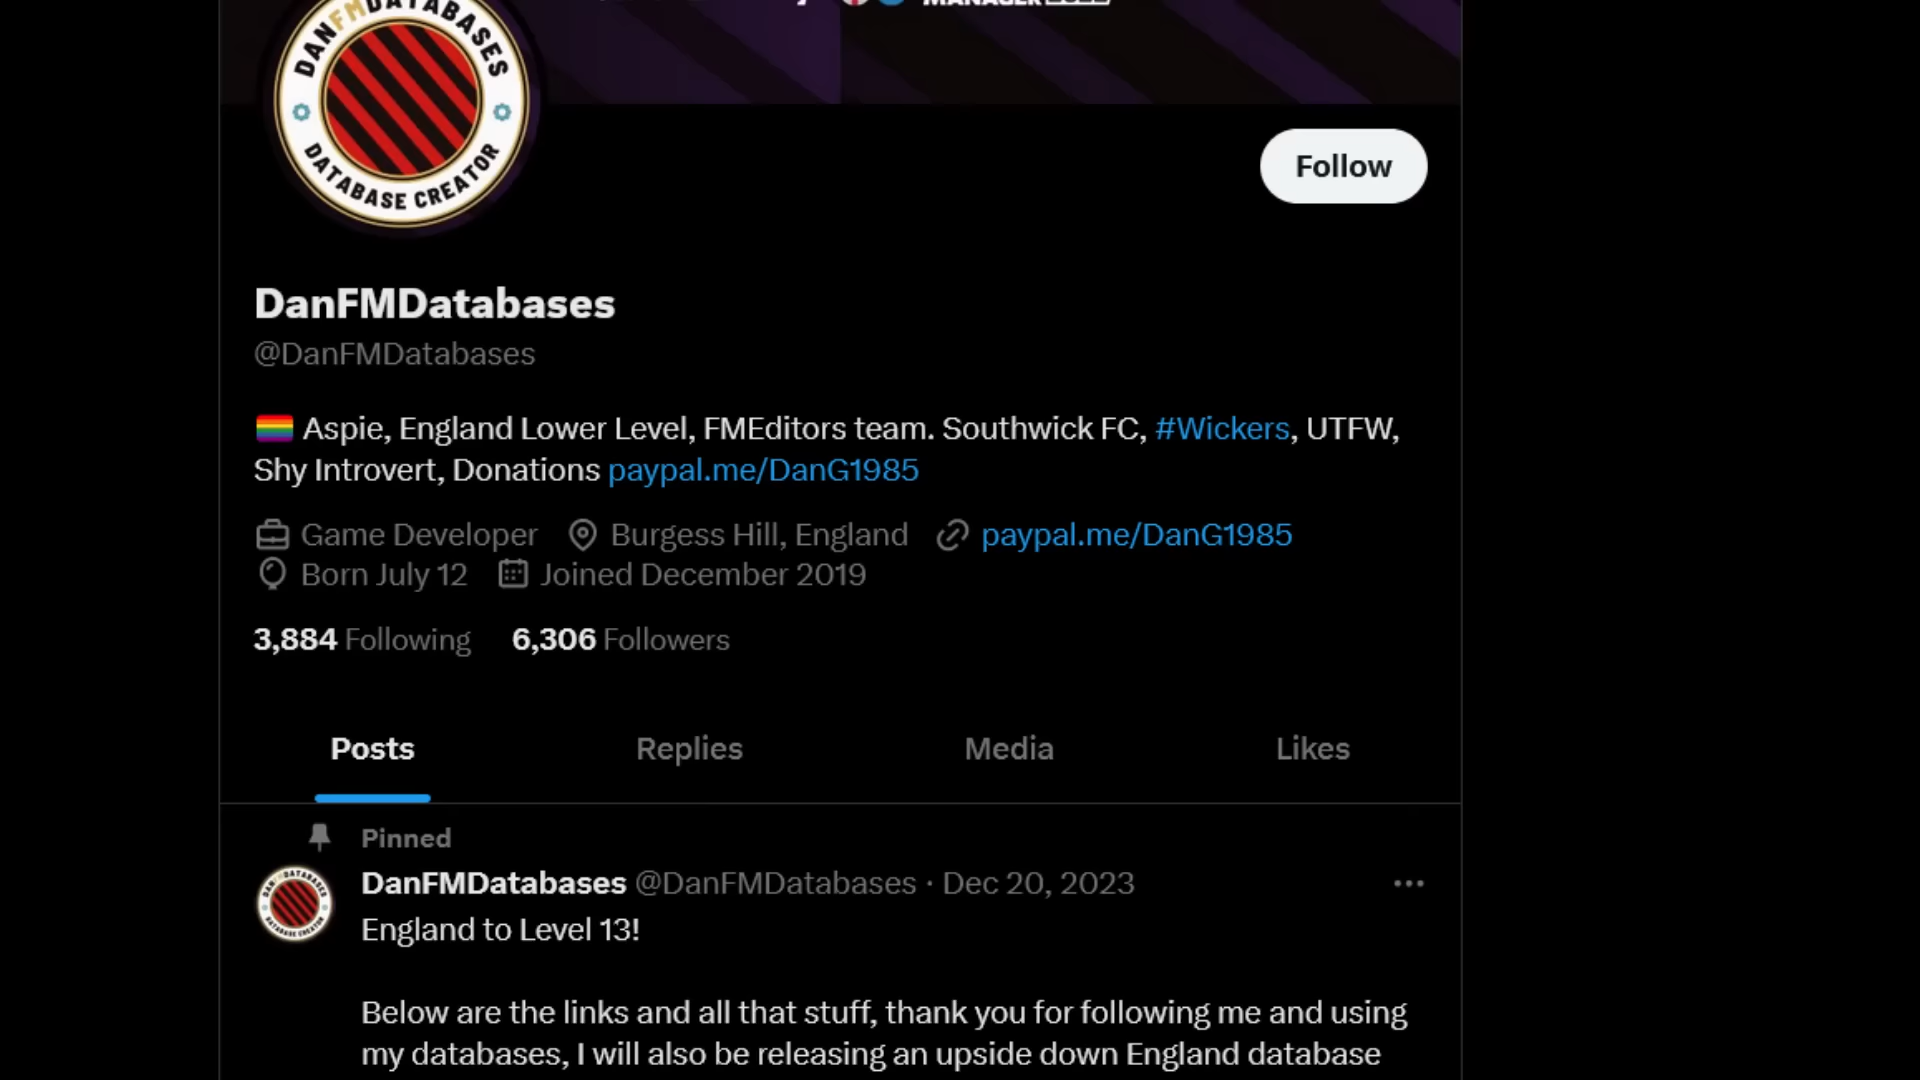 MANAGER
DANFMDATABASES
DATABASE CREATOR
Follow
DanFMDatabases
@DanFMDatabases
🏳️‍🌈 Aspie, England Lower Level, FMEditors team. Southwick FC, #Wickers, UTFW,
Shy Introvert, Donations paypal.me/DanG1985
Game Developer Burgess Hill, England paypal.me/DanG1985
Born July 12 Joined December 2019
3,884 Following 6,306 Followers
Posts Replies Media Likes
Pinned
DanFMDatabases @DanFMDatabases · Dec 20, 2023
England to Level 13!
Below are the links and all that stuff, thank you for following me and using
my databases, I will also be releasing an upside down England database